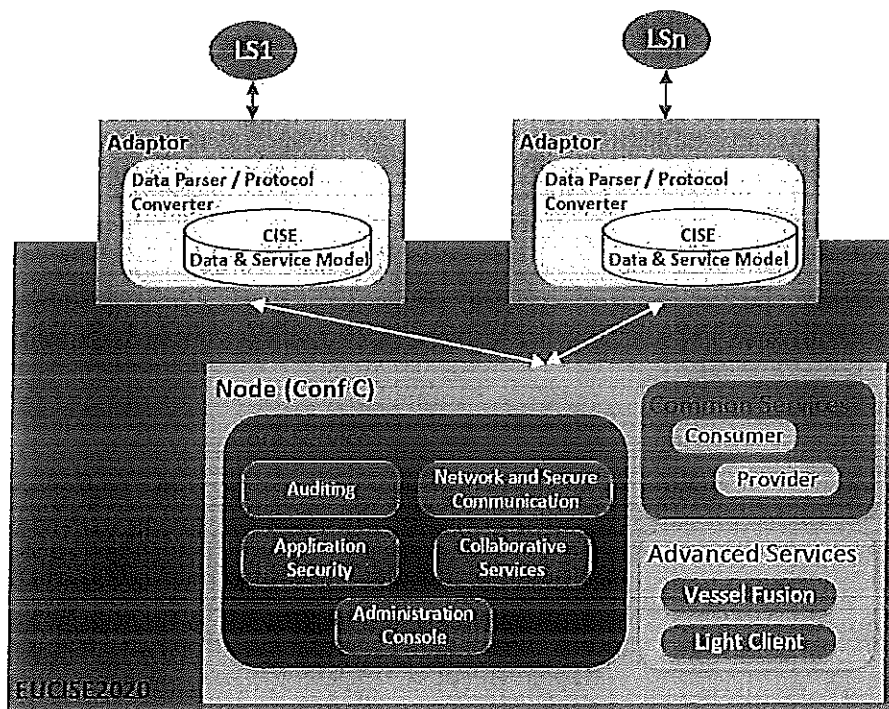 LS1
LSn
Adaptor
Data Parser / Protocol
Converter
CISE
Data & Service Model
Adaptor
Data Parser / Protocol
Converter
CISE
Data & Service Model
Node (Conf C)
Auditing
Network and Secure
Communication
Application
Security
Collaborative
Services
Administration
Console
Common Services
Consumer
Provider
Advanced Services
Vessel Fusion
Light Client
EUCISE2020